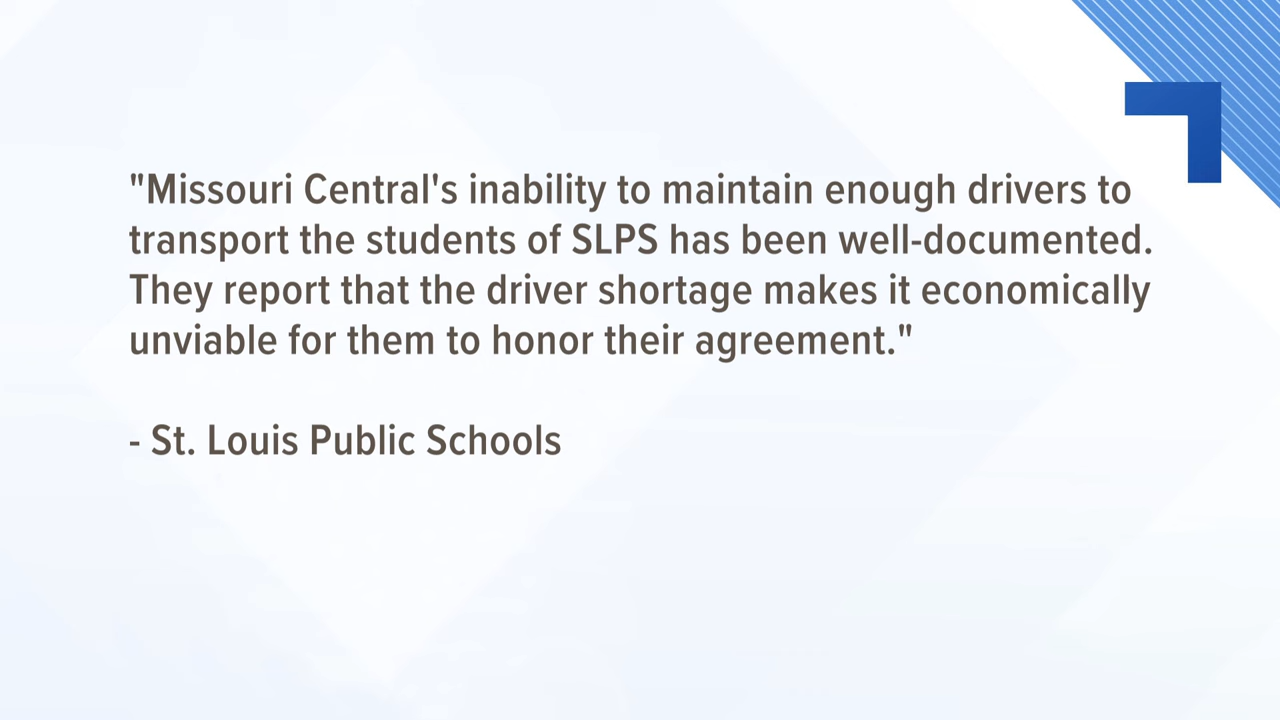 "Missouri Central's inability to maintain enough drivers to
transport the students of SLPS has been well-documented.
They report that the driver shortage makes it economically
unviable for them to honor their agreement."
- St. Louis Public Schools